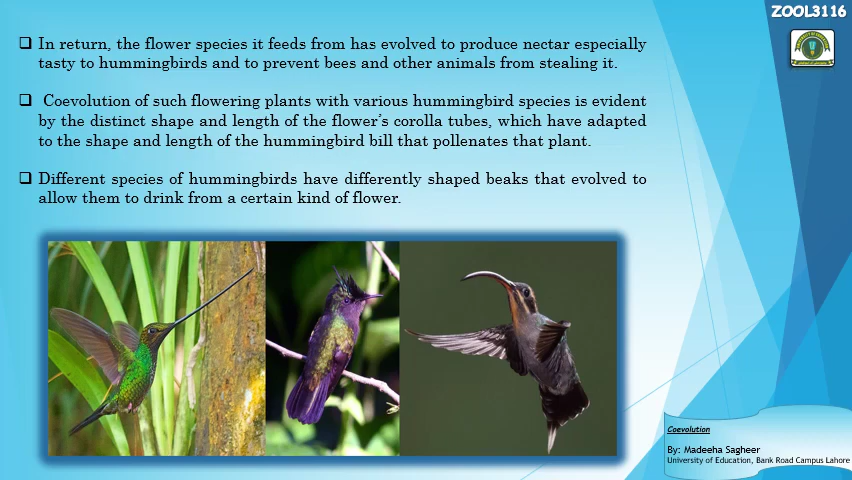 ZOOL3116
❑ In return, the flower species it feeds from has evolved to produce nectar especially
tasty to hummingbirds and to prevent bees and other animals from stealing it.
❑ Coevolution of such flowering plants with various hummingbird species is evident
by the distinct shape and length of the flower's corolla tubes, which have adapted
to the shape and length of the hummingbird bill that pollenates that plant.
❑ Different species of hummingbirds have differently shaped beaks that evolved to
allow them to drink from a certain kind of flower.
Coevolution
By: Madeeha Sagheer
University of Education, Bank Road Campus Lahore